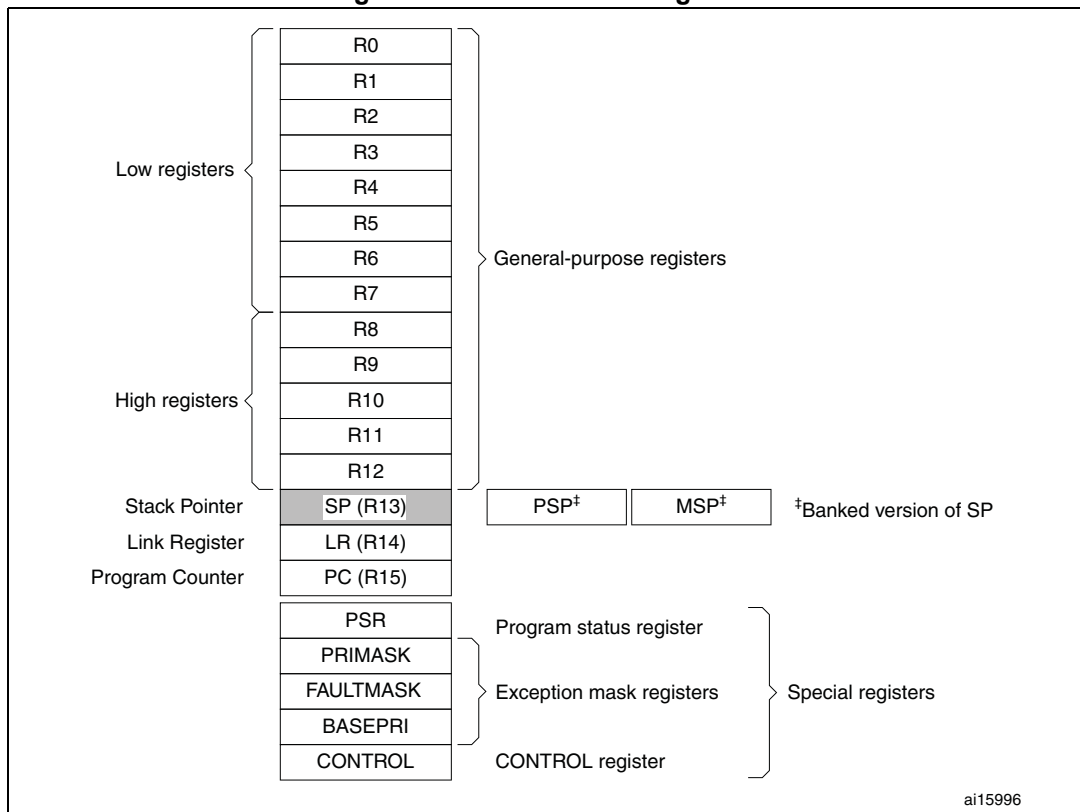 R0
R1
R2
R3
Low registers
R4
R5
R6
General-purpose registers
R7
R8
R9
High registers
R10
R11
R12
Stack Pointer
SP (R13)
PSP‡
MSP‡
‡Banked version of SP
Link Register
LR (R14)
Program Counter
PC (R15)
PSR
Program status register
PRIMASK
FAULTMASK
Exception mask registers
Special registers
BASEPRI
CONTROL
CONTROL register
ai15996